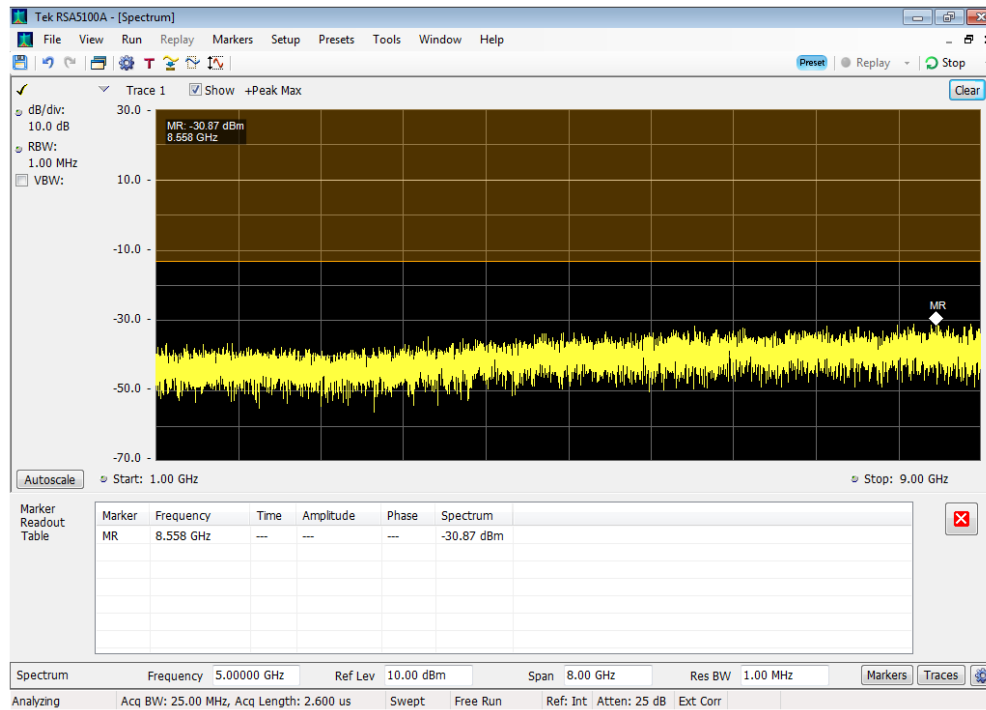 Tek RSA5100A - [Spectrum]
File View Run Replay Markers Setup Presets Tools Window Help
T Preset Replay Stop
Trace 1 Show +Peak Max Clear
dB/div:
10.0 dB
RBW:
1.00 MHz
VBW:
30.0
10.0
-10.0
-30.0
-50.0
-70.0
MR: -30.87 dBm
8.558 GHz
MR
Autoscale Start: 1.00 GHz Stop: 9.00 GHz
Marker
Readout
Table
Marker Frequency Time Amplitude Phase Spectrum
MR 8.558 GHz --- --- --- -30.87 dBm
Spectrum Frequency 5.00000 GHz Ref Lev 10.00 dBm Span 8.00 GHz Res BW 1.00 MHz Markers Traces
Analyzing Acq BW: 25.00 MHz, Acq Length: 2.600 us Swept Free Run Ref: Int Atten: 25 dB Ext Corr